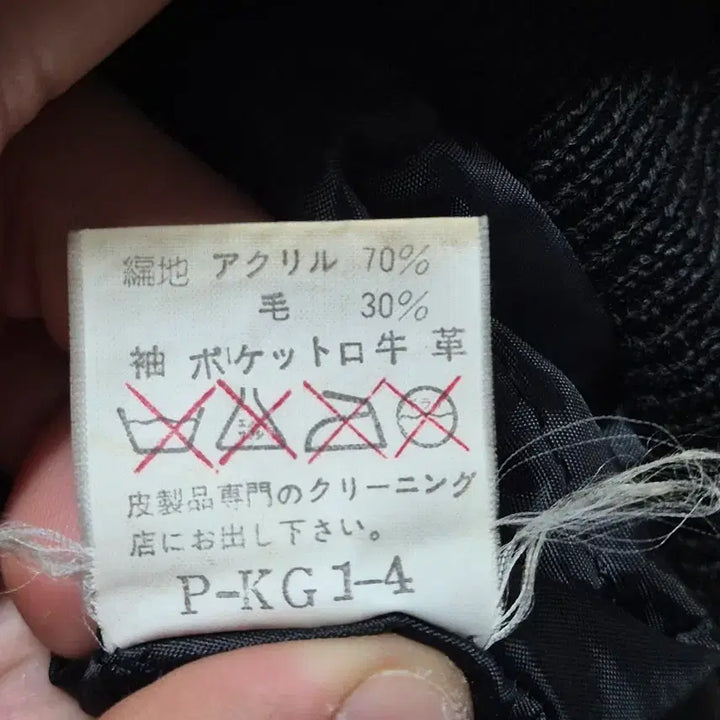 編地 アクリル 70%
毛 30%
袖 ポケット口 牛革
皮製品専門のクリーニング
店にお出し下さい。
P-KG1-4